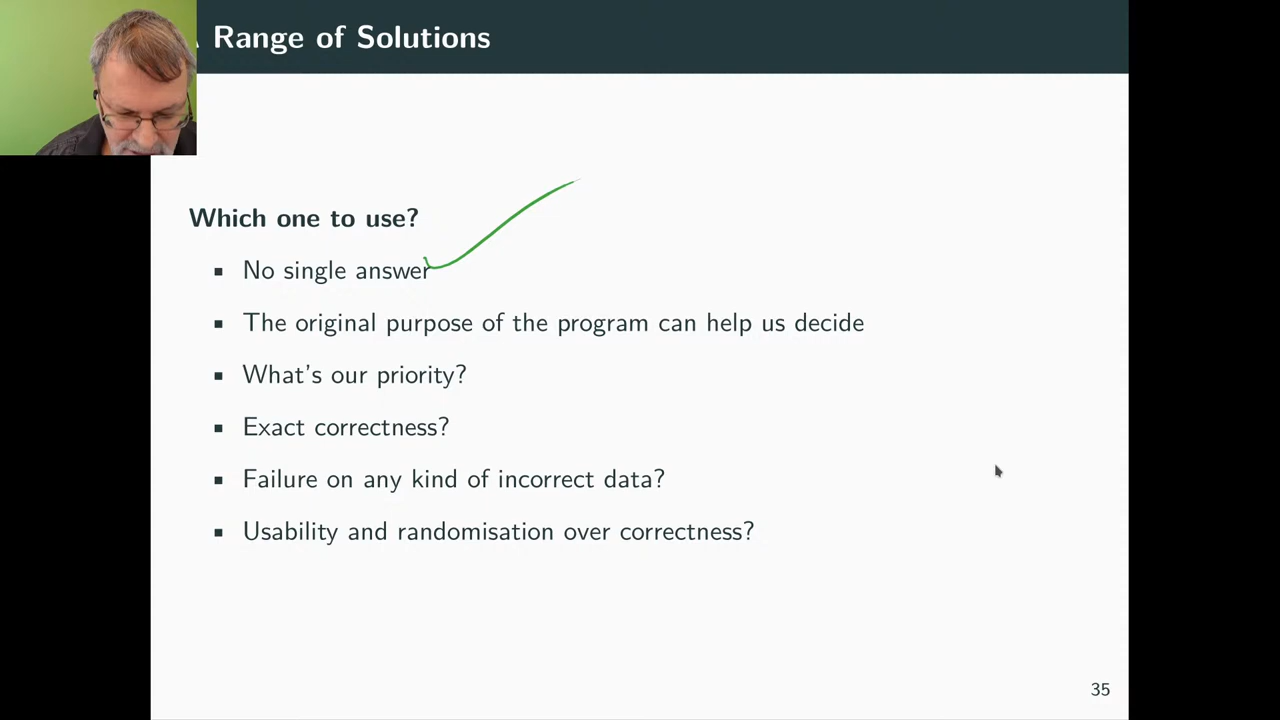 Range of Solutions
Which one to use?
No single answer
The original purpose of the program can help us decide
What's our priority?
Exact correctness?
Failure on any kind of incorrect data?
Usability and randomisation over correctness?
35